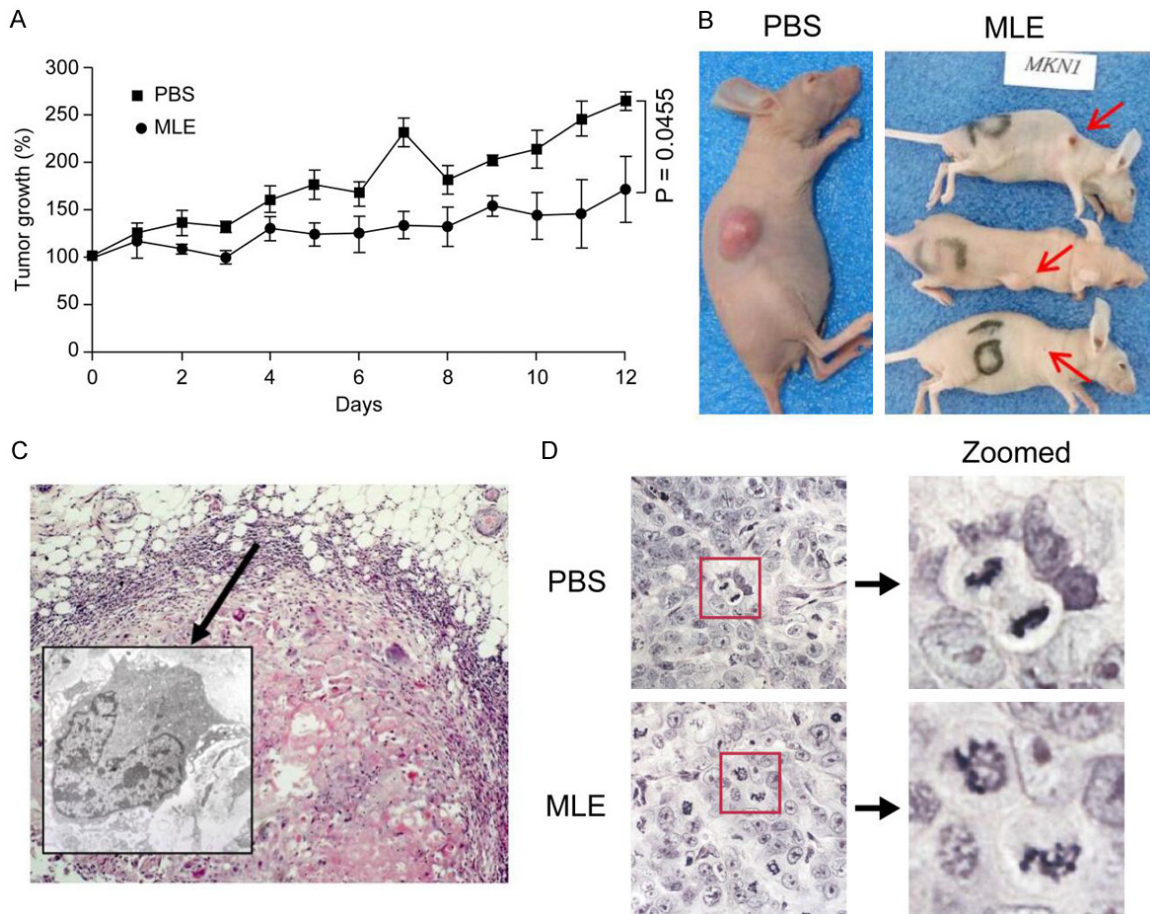 A
Tumor growth (%)
300
250
200
150
100
50
0
PBS
MLE
P = 0.0455
0 2 4 6 8 10 12
Days
B
PBS MLE
MKN1
C
D
Zoomed
PBS
MLE